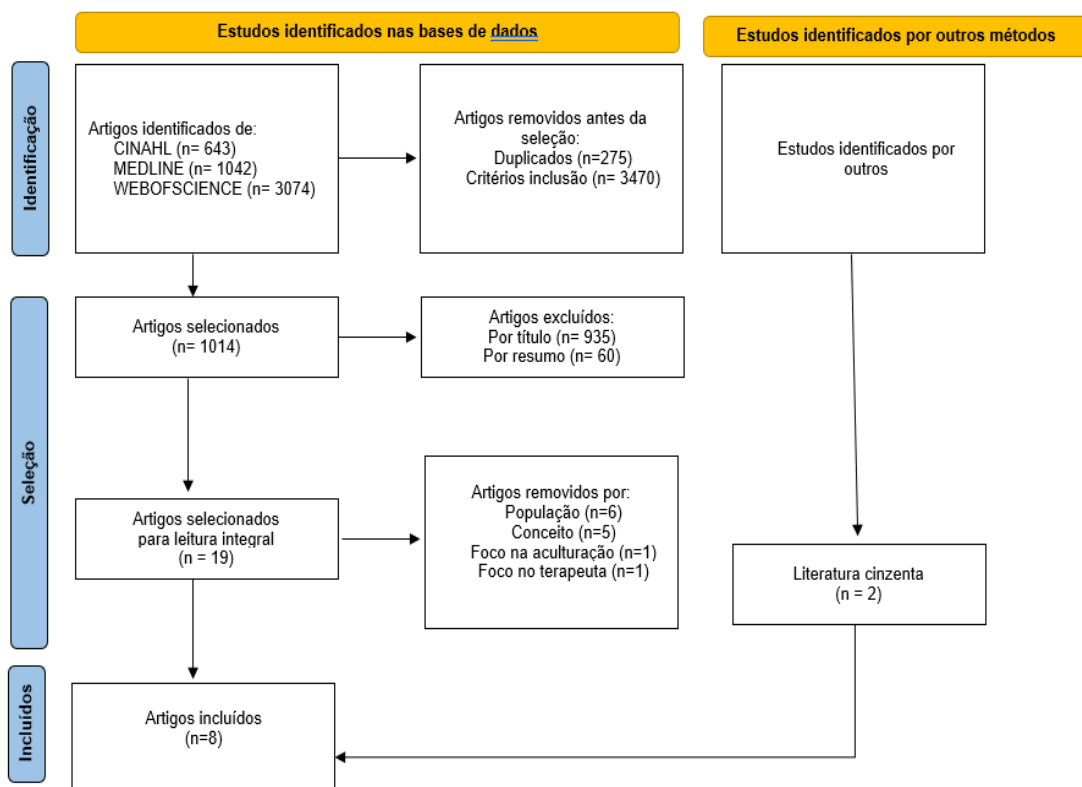 Estudos identificados nas bases de dados
Estudos identificados por outros métodos
Identificação
Artigos identificados de:
CINAHL (n= 643)
MEDLINE (n= 1042)
WEBOFSCIENCE (n= 3074)
Artigos removidos antes da
seleção:
Duplicados (n=275)
Critérios inclusão (n= 3470)
Estudos identificados por
outros
Seleção
Artigos selecionados
(n= 1014)
Artigos excluídos:
Por título (n= 935)
Por resumo (n= 60)
Artigos selecionados
para leitura integral
(n = 19)
Artigos removidos por:
População (n=6)
Conceito (n=5)
Foco na aculturação (n=1)
Foco no terapeuta (n=1)
Literatura cinzenta
(n = 2)
Incluídos
Artigos incluídos
(n=8)